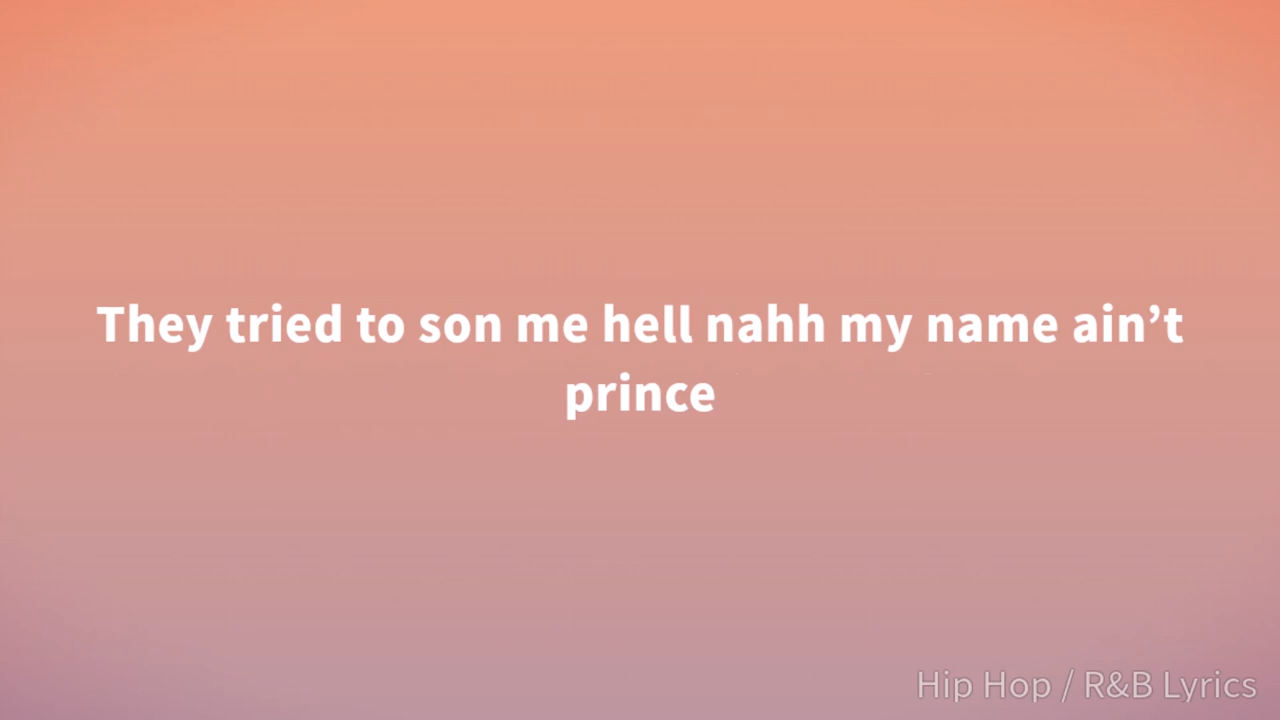 They tried to son me hell nahh my name ain’t
prince
Hip Hop / R&B Lyrics